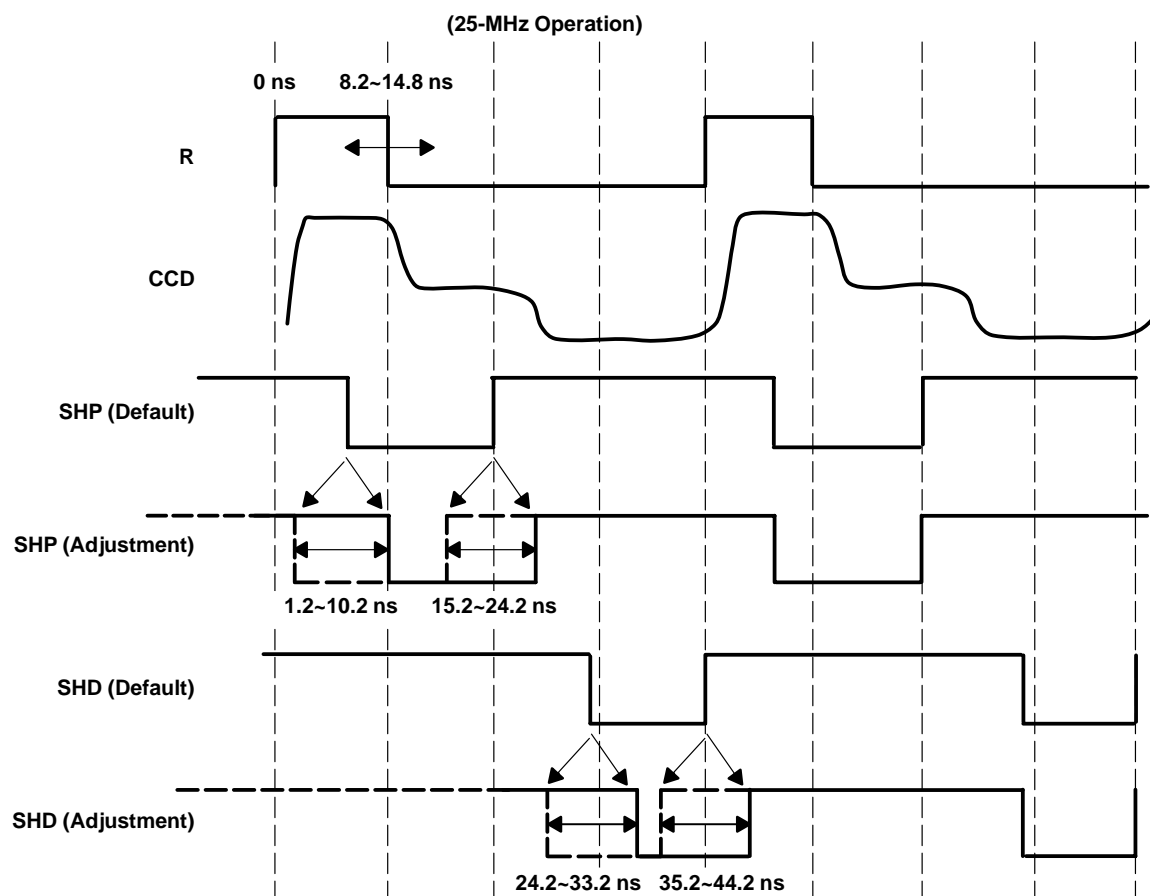 (25-MHz Operation)
0 ns
8.2~14.8 ns
R
CCD
SHP (Default)
SHP (Adjustment)
1.2~10.2 ns
15.2~24.2 ns
SHD (Default)
SHD (Adjustment)
24.2~33.2 ns
35.2~44.2 ns